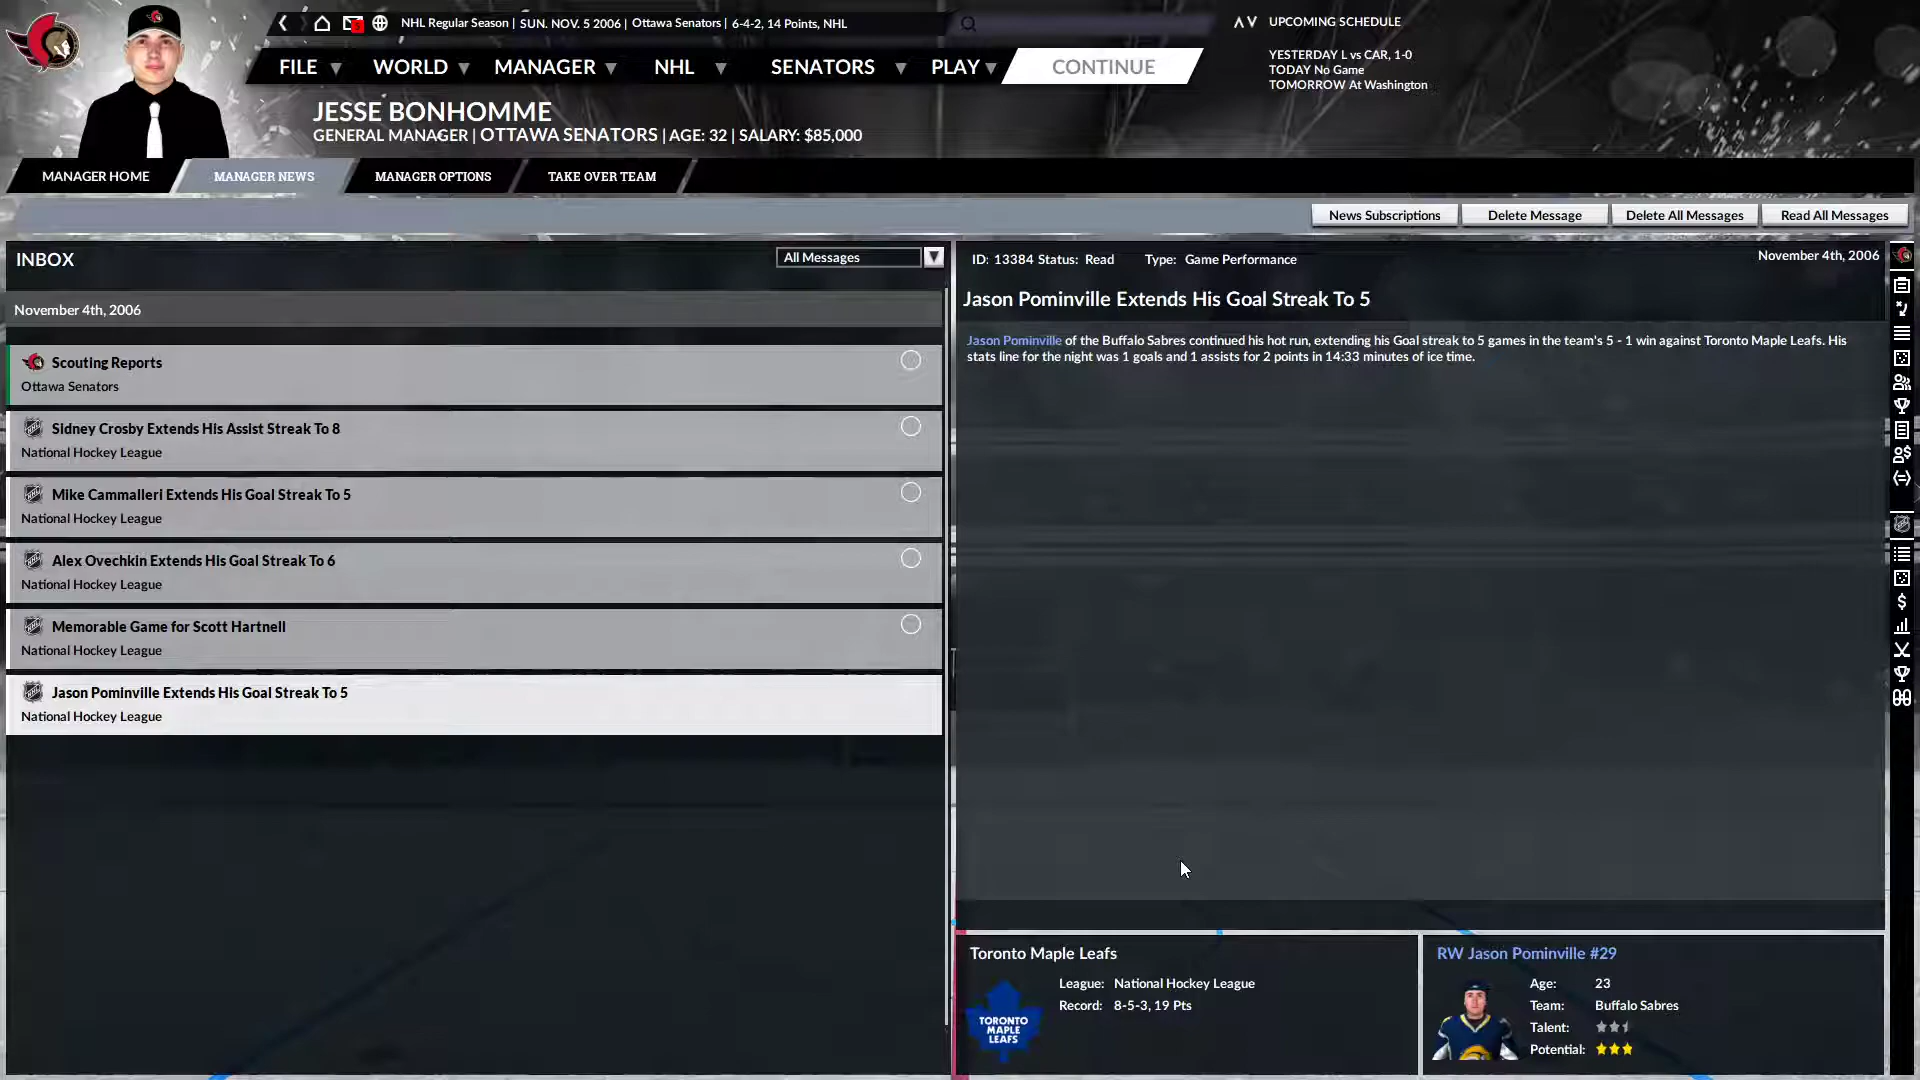 NHL Regular Season | SUN. NOV. 5 2006 | Ottawa Senators | 6-4-2, 14 Points, NHL
UPCOMING SCHEDULE
YESTERDAY L vs CAR, 1-0
TODAY No Game
TOMORROW At Washington
FILE WORLD MANAGER NHL SENATORS PLAY CONTINUE
JESSE BONHOMME
GENERAL MANAGER | OTTAWA SENATORS | AGE: 32 | SALARY: $85,000
MANAGER HOME MANAGER NEWS MANAGER OPTIONS TAKE OVER TEAM
News Subscriptions Delete Message Delete All Messages Read All Messages
INBOX
All Messages
November 4th, 2006
Scouting Reports
Ottawa Senators
Sidney Crosby Extends His Assist Streak To 8
National Hockey League
Mike Cammalleri Extends His Goal Streak To 5
National Hockey League
Alex Ovechkin Extends His Goal Streak To 6
National Hockey League
Memorable Game for Scott Hartnell
National Hockey League
Jason Pominville Extends His Goal Streak To 5
National Hockey League
ID: 13384 Status: Read Type: Game Performance
November 4th, 2006
Jason Pominville Extends His Goal Streak To 5
Jason Pominville of the Buffalo Sabres continued his hot run, extending his Goal streak to 5 games in the team's 5 - 1 win against Toronto Maple Leafs. His
stats line for the night was 1 goals and 1 assists for 2 points in 14:33 minutes of ice time.
Toronto Maple Leafs
League: National Hockey League
Record: 8-5-3, 19 Pts
TORONTO
MAPLE
LEAFS
RW Jason Pominville #29
Age: 23
Team: Buffalo Sabres
Talent:
Potential: